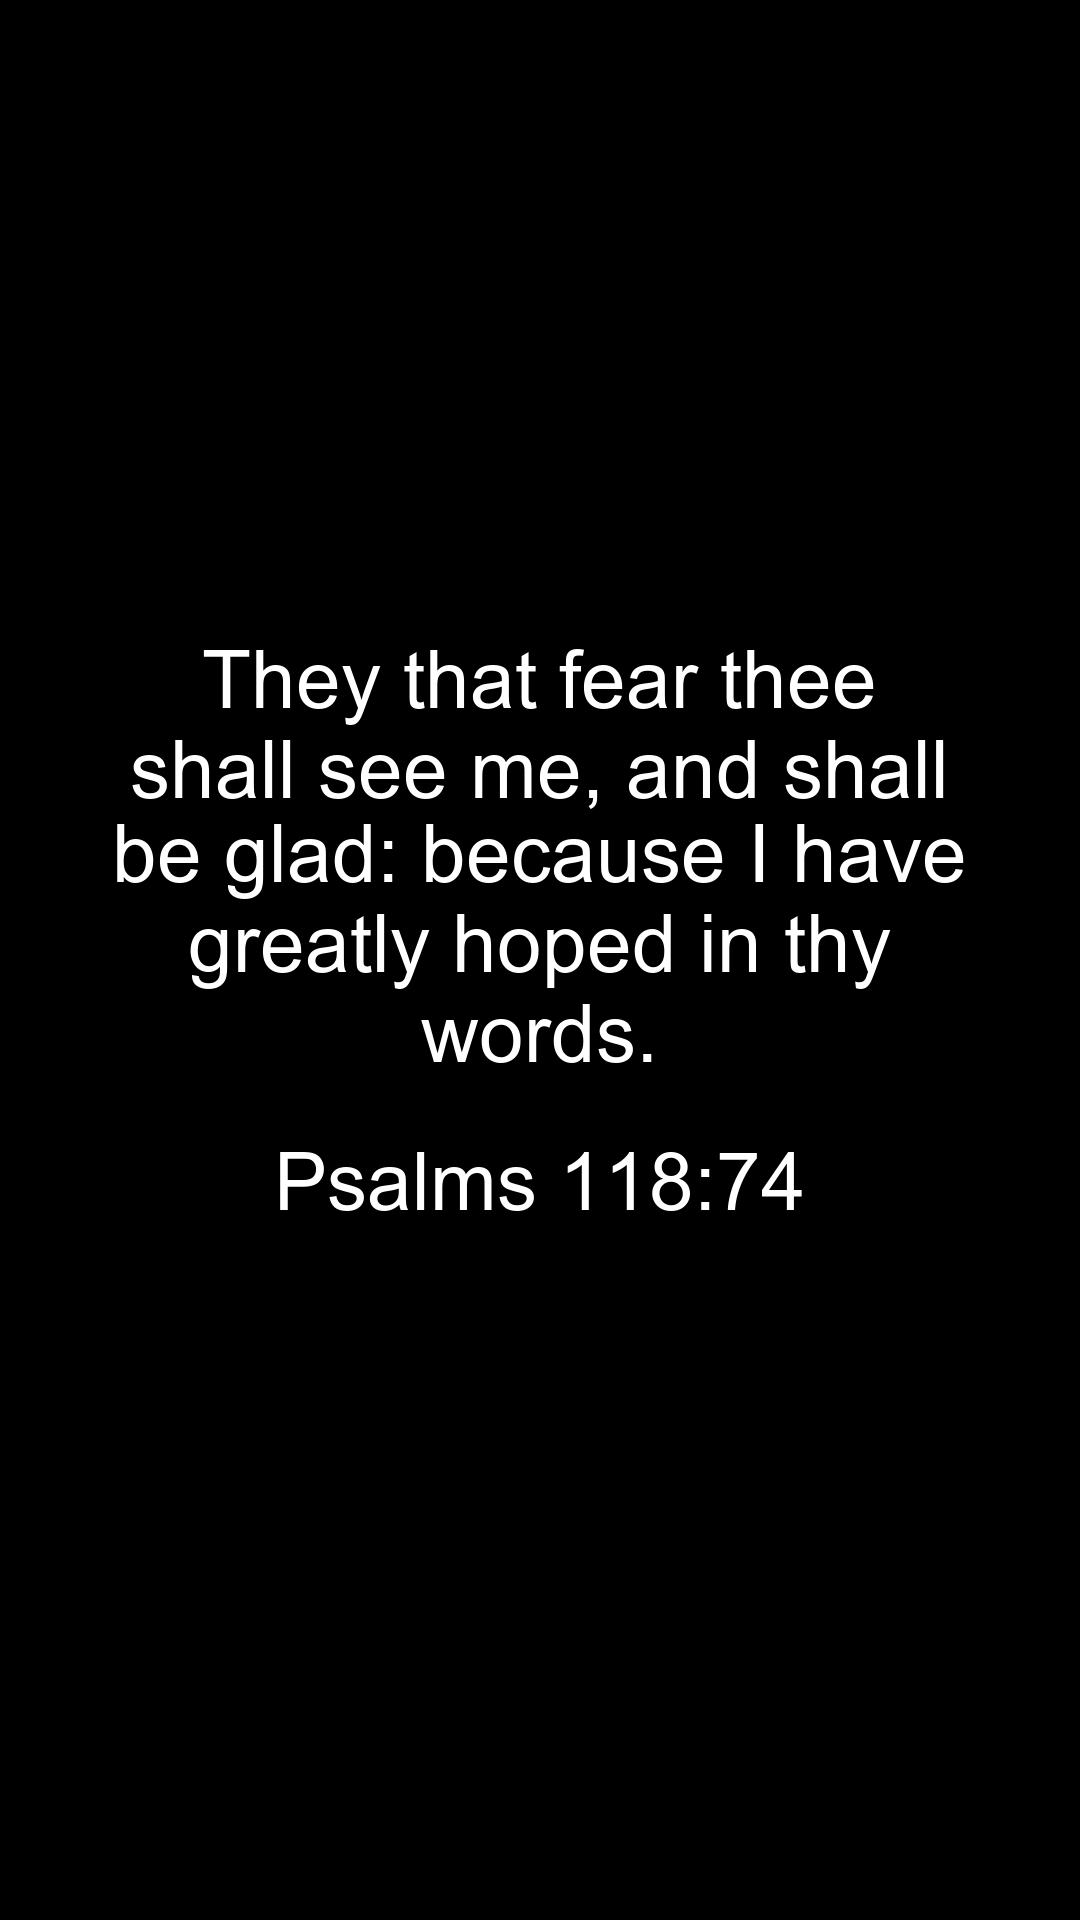 They that fear thee
shall see me, and shall
be glad: because I have
greatly hoped in thy
words.
Psalms 118:74